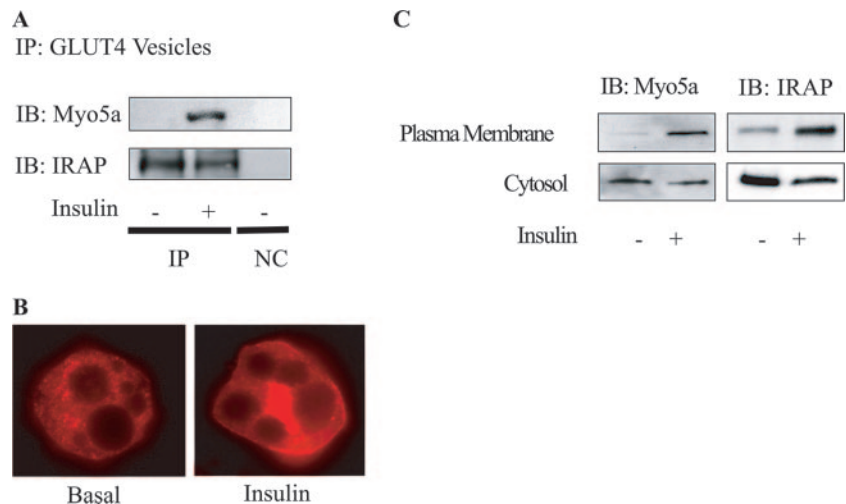 A
IP: GLUT4 Vesicles
IB: Myo5a
IB: IRAP
Insulin - + -
IP NC
B
Basal Insulin
C
IB: Myo5a IB: IRAP
Plasma Membrane
Cytosol
Insulin - + - +